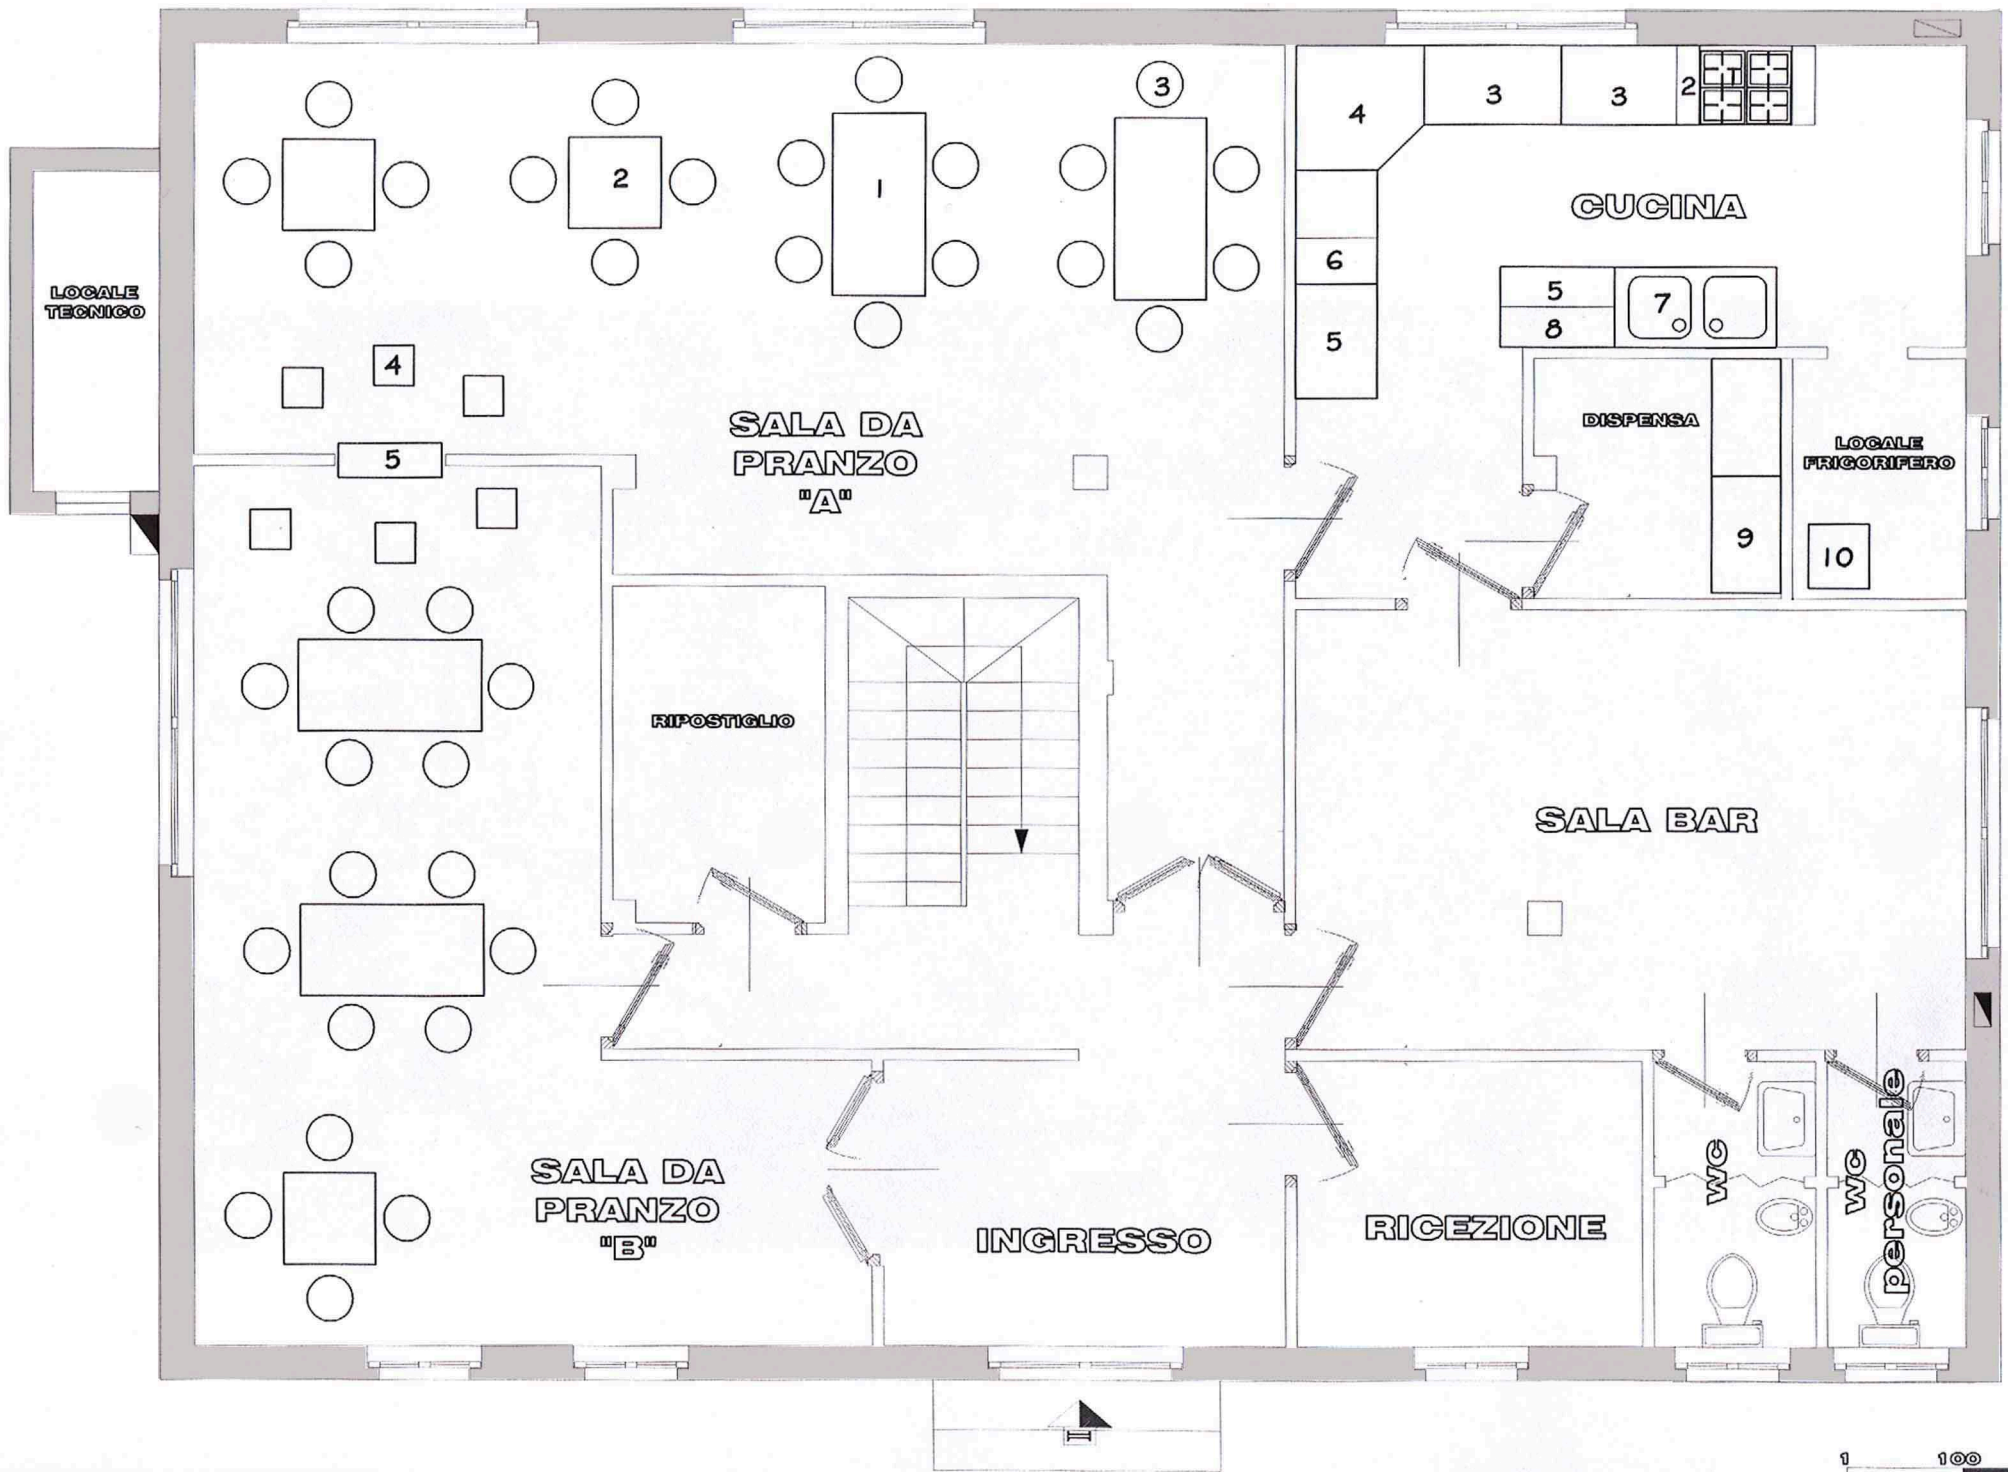 3
4
3
3
2
1
2
1
CUCINA
6
LOCALE
TECNICO
5
8
7
5
4
SALA DA
PRANZO
"A"
DISPENSA
LOCALE
FRIGORIFERO
5
9
10
RIPOSTIGLIO
SALA BAR
SALA DA
PRANZO
"B"
INGRESSO
RICEZIONE
WC
WC
personale
1 100